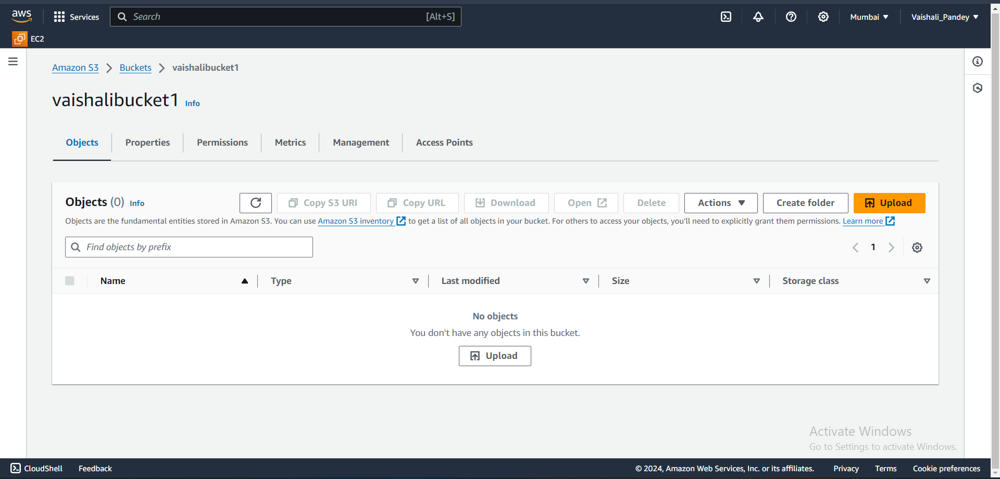 aws Services Search [Alt+S] Mumbai Vaishali_Pandey
EC2
Amazon S3 Buckets vaishalibucket1
vaishalibucket1 Info
Objects Properties Permissions Metrics Management Access Points
Objects (0) Info Copy S3 URI Copy URL Download Open Delete Actions Create folder Upload
Objects are the fundamental entities stored in Amazon S3. You can use Amazon S3 inventory to get a list of all objects in your bucket. For others to access your objects, you’ll need to explicitly grant them permissions. Learn more
Find objects by prefix 1
Name Type Last modified Size Storage class
No objects
You don't have any objects in this bucket.
Upload
Activate Windows
Go to Settings to activate Windows.
CloudShell Feedback © 2024, Amazon Web Services, Inc. or its affiliates. Privacy Terms Cookie preferences